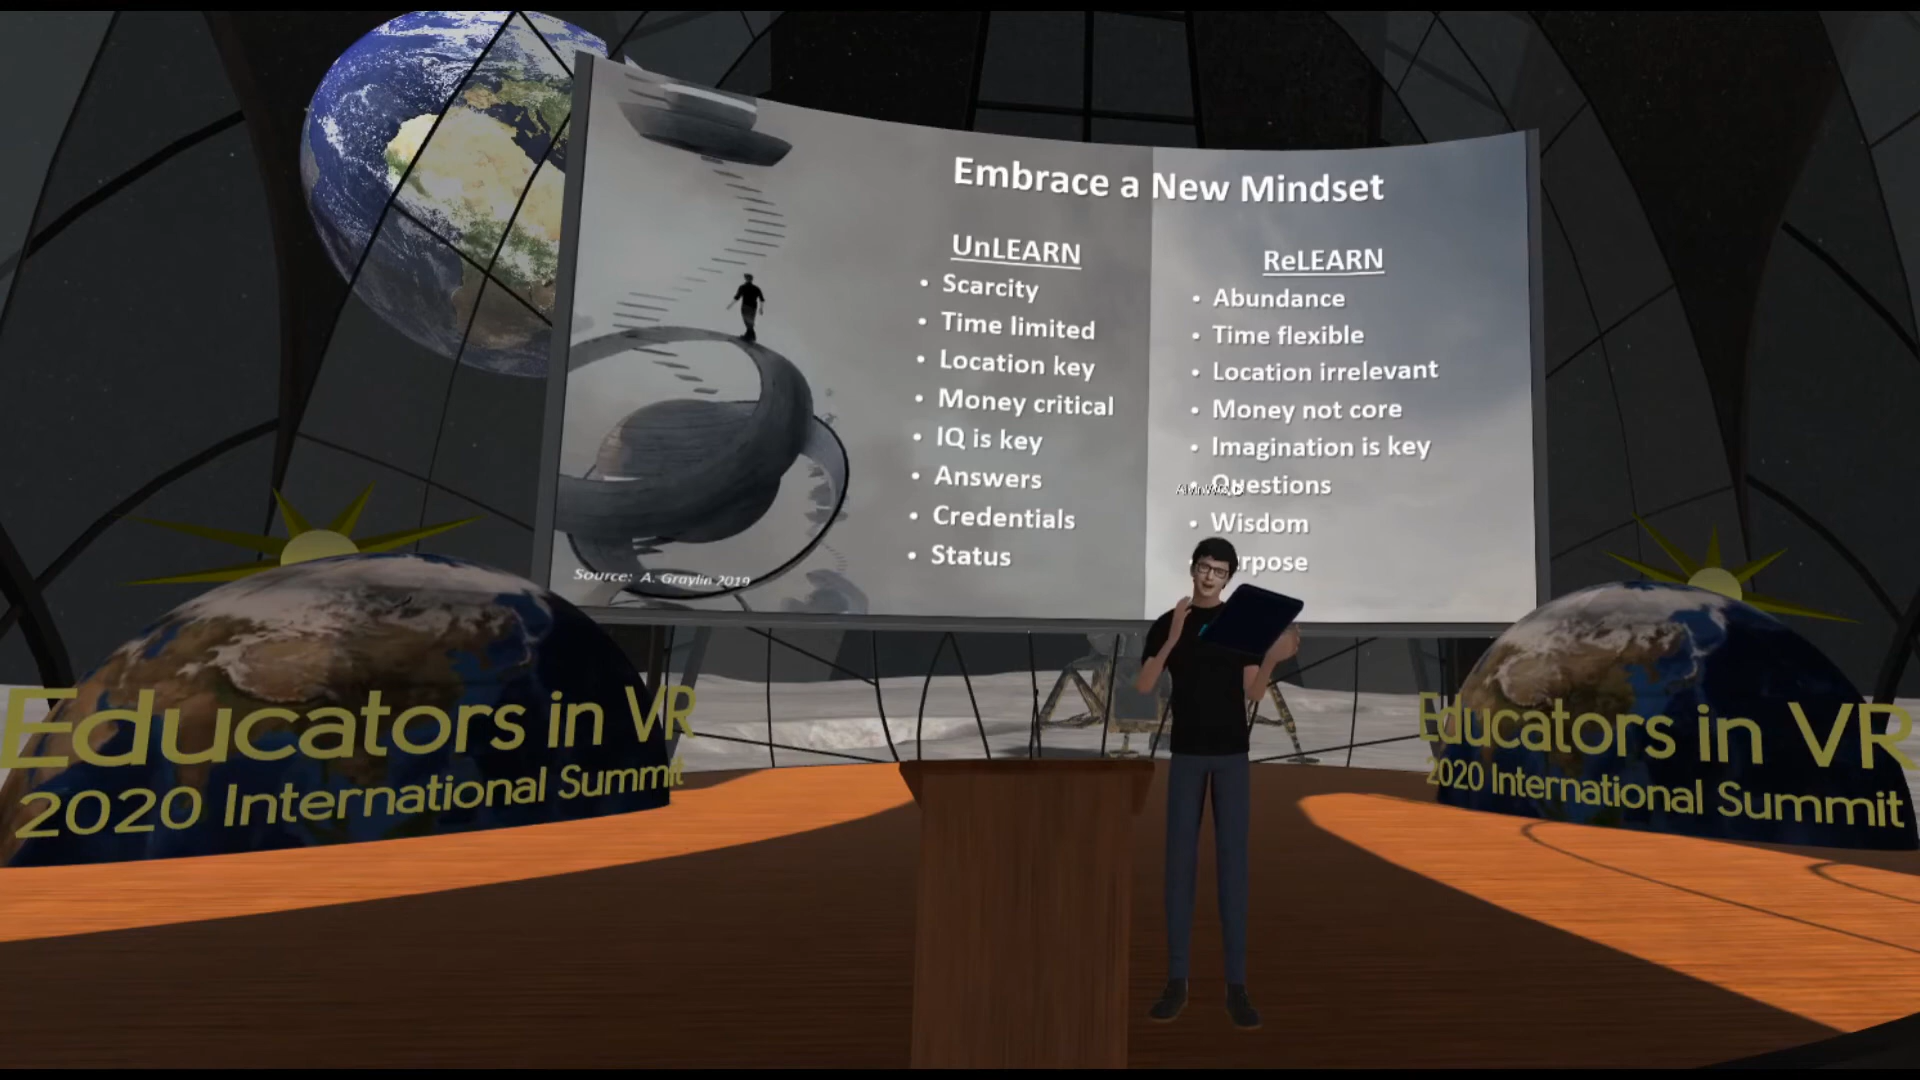 Embrace a New Mindset
UnLEARN
• Scarcity
• Time limited
• Location key
• Money critical
• IQ is key
• Answers
• Credentials
• Status
ReLEARN
• Abundance
• Time flexible
• Location irrelevant
• Money not core
• Imagination is key
• Questions
• Wisdom
Source: A. Graylin 2019
Educators in VR
2020 International Summit
Educators in VR
2020 International Summit